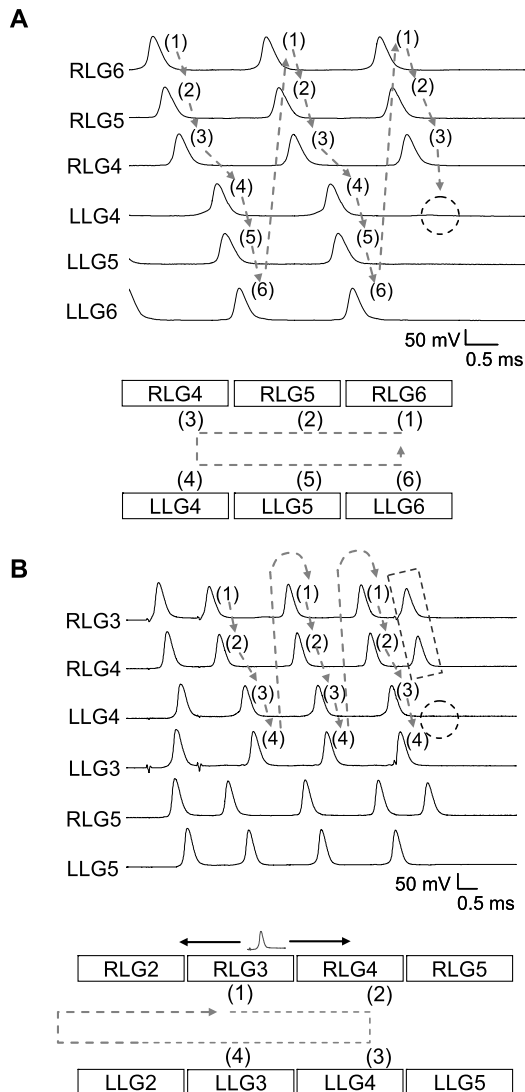 A
(1) (1) (1)
RLG6
(2) (2) (2)
RLG5
(3) (3) (3)
RLG4
(4) (4)
LLG4
(5) (5)
LLG5
(6) (6)
LLG6
50 mV
0.5 ms
RLG4 RLG5 RLG6
(3) (2) (1)
(4) (5) (6)
LLG4 LLG5 LLG6
B
(1) (1) (1)
RLG3
(2) (2) (2)
RLG4
(3) (3) (3)
LLG4
(4) (4) (4)
LLG3
RLG5
LLG5
50 mV
0.5 ms
RLG2 RLG3 RLG4 RLG5
(1) (2)
(4) (3)
LLG2 LLG3 LLG4 LLG5